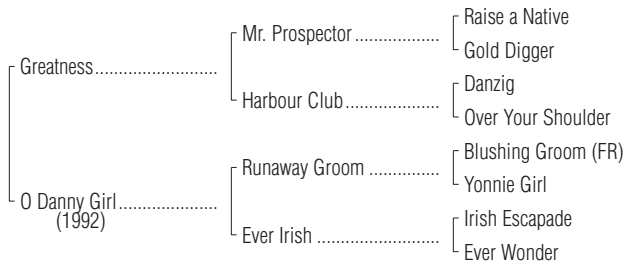 Raise a Native
Mr. Prospector ..................
Gold Digger
Greatness..........................
Danzig
Harbour Club....................
Over Your Shoulder
Blushing Groom (FR)
Runaway Groom ...............
Yonnie Girl
O Danny Girl.....................
(1992)
Irish Escapade
Ever Irish ..........................
Ever Wonder